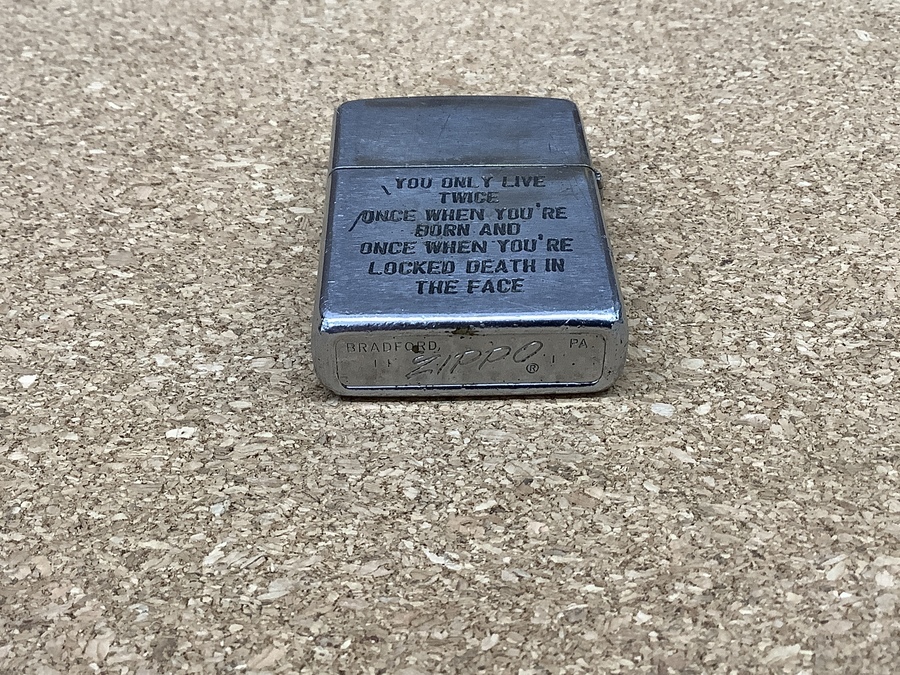 YOU ONLY LIVE
TWICE
ONCE WHEN YOU'RE
BORN AND
ONCE WHEN YOU'RE
LOCKED DEATH IN
THE FACE
BRADFORD, PA.
ZIPPO ®